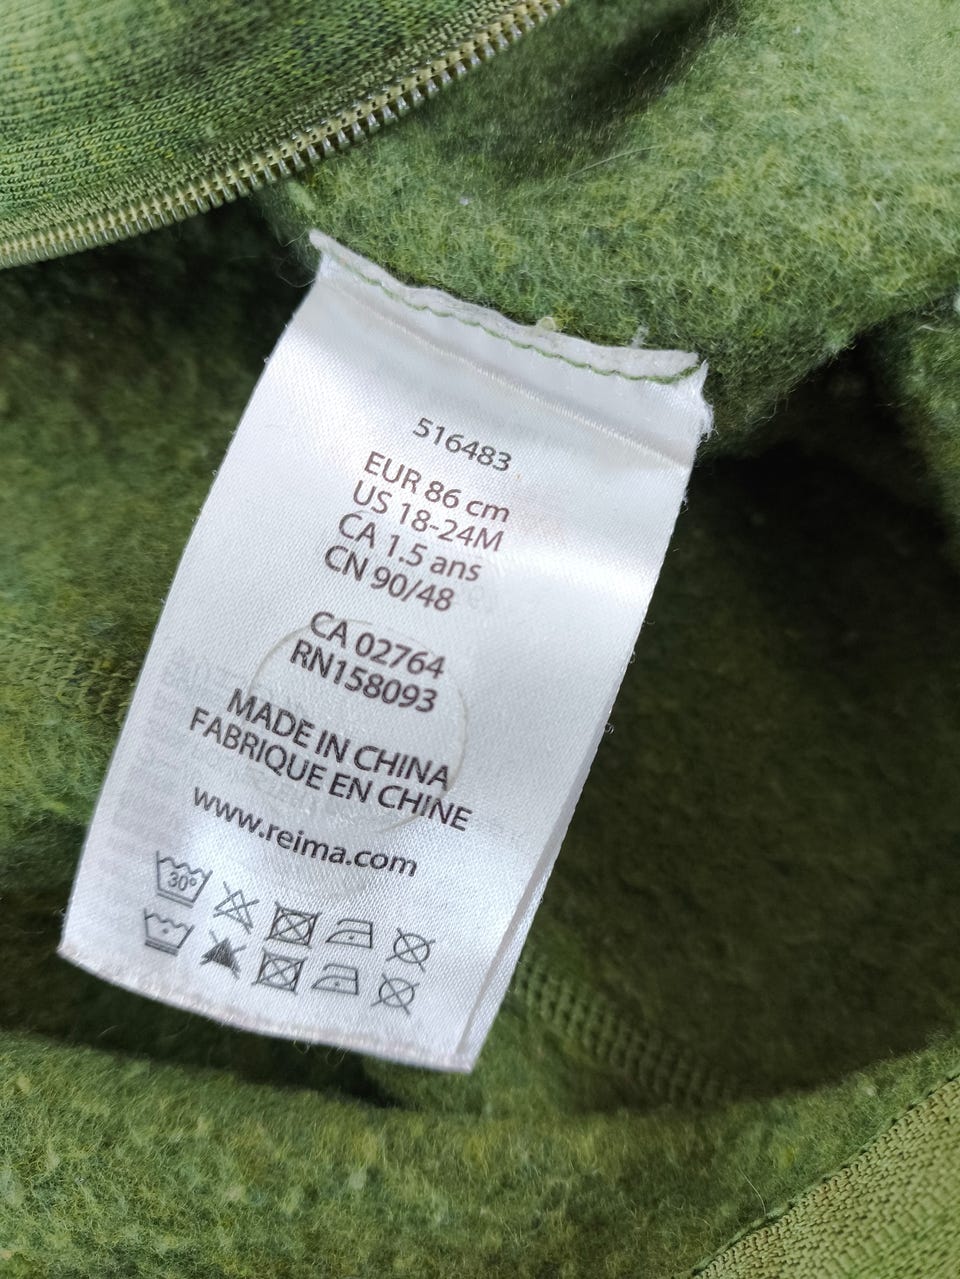 516483
EUR 86 cm
US 18-24M
CA 1.5 ans
CN 90/48
CA 02764
RN158093
MADE IN CHINA
FABRIQUE EN CHINE
www.reima.com
30°